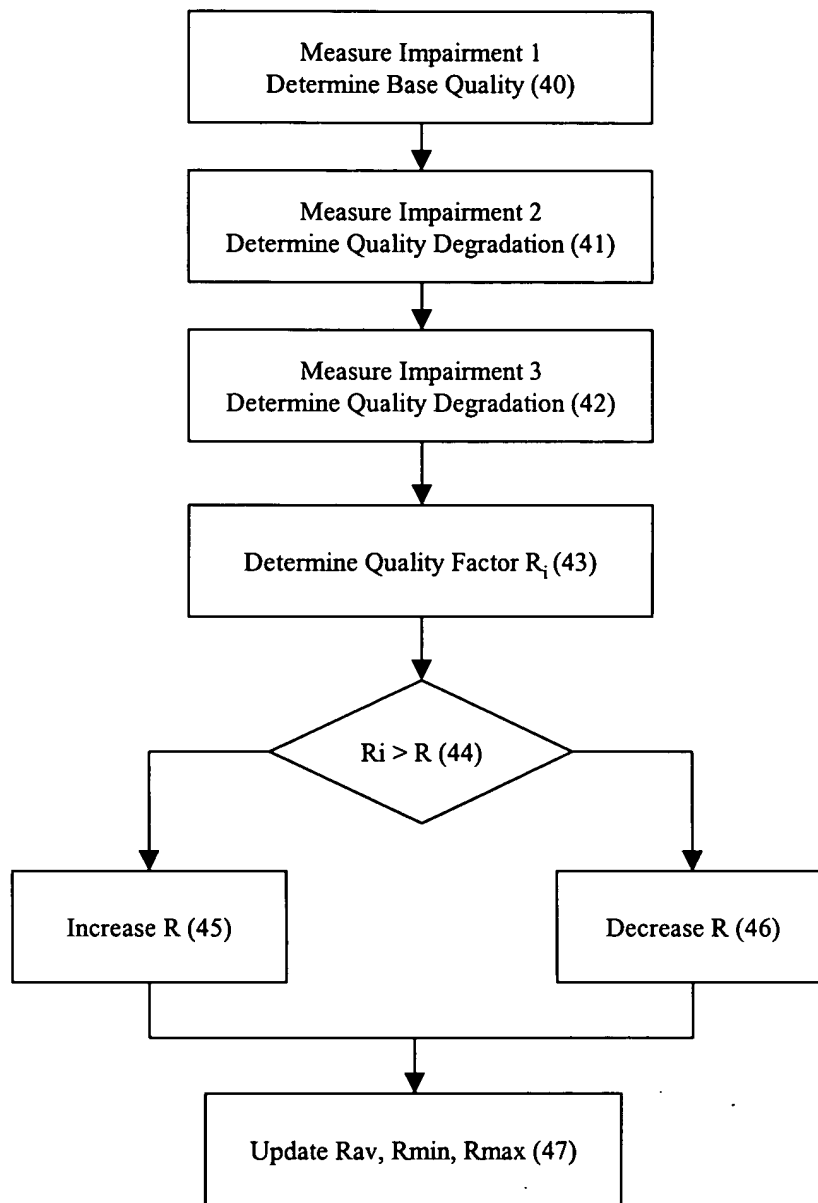 Measure Impairment 1
Determine Base Quality (40)
Measure Impairment 2
Determine Quality Degradation (41)
Measure Impairment 3
Determine Quality Degradation (42)
Determine Quality Factor Ri (43)
Ri > R (44)
Increase R (45)
Decrease R (46)
Update Rav, Rmin, Rmax (47)